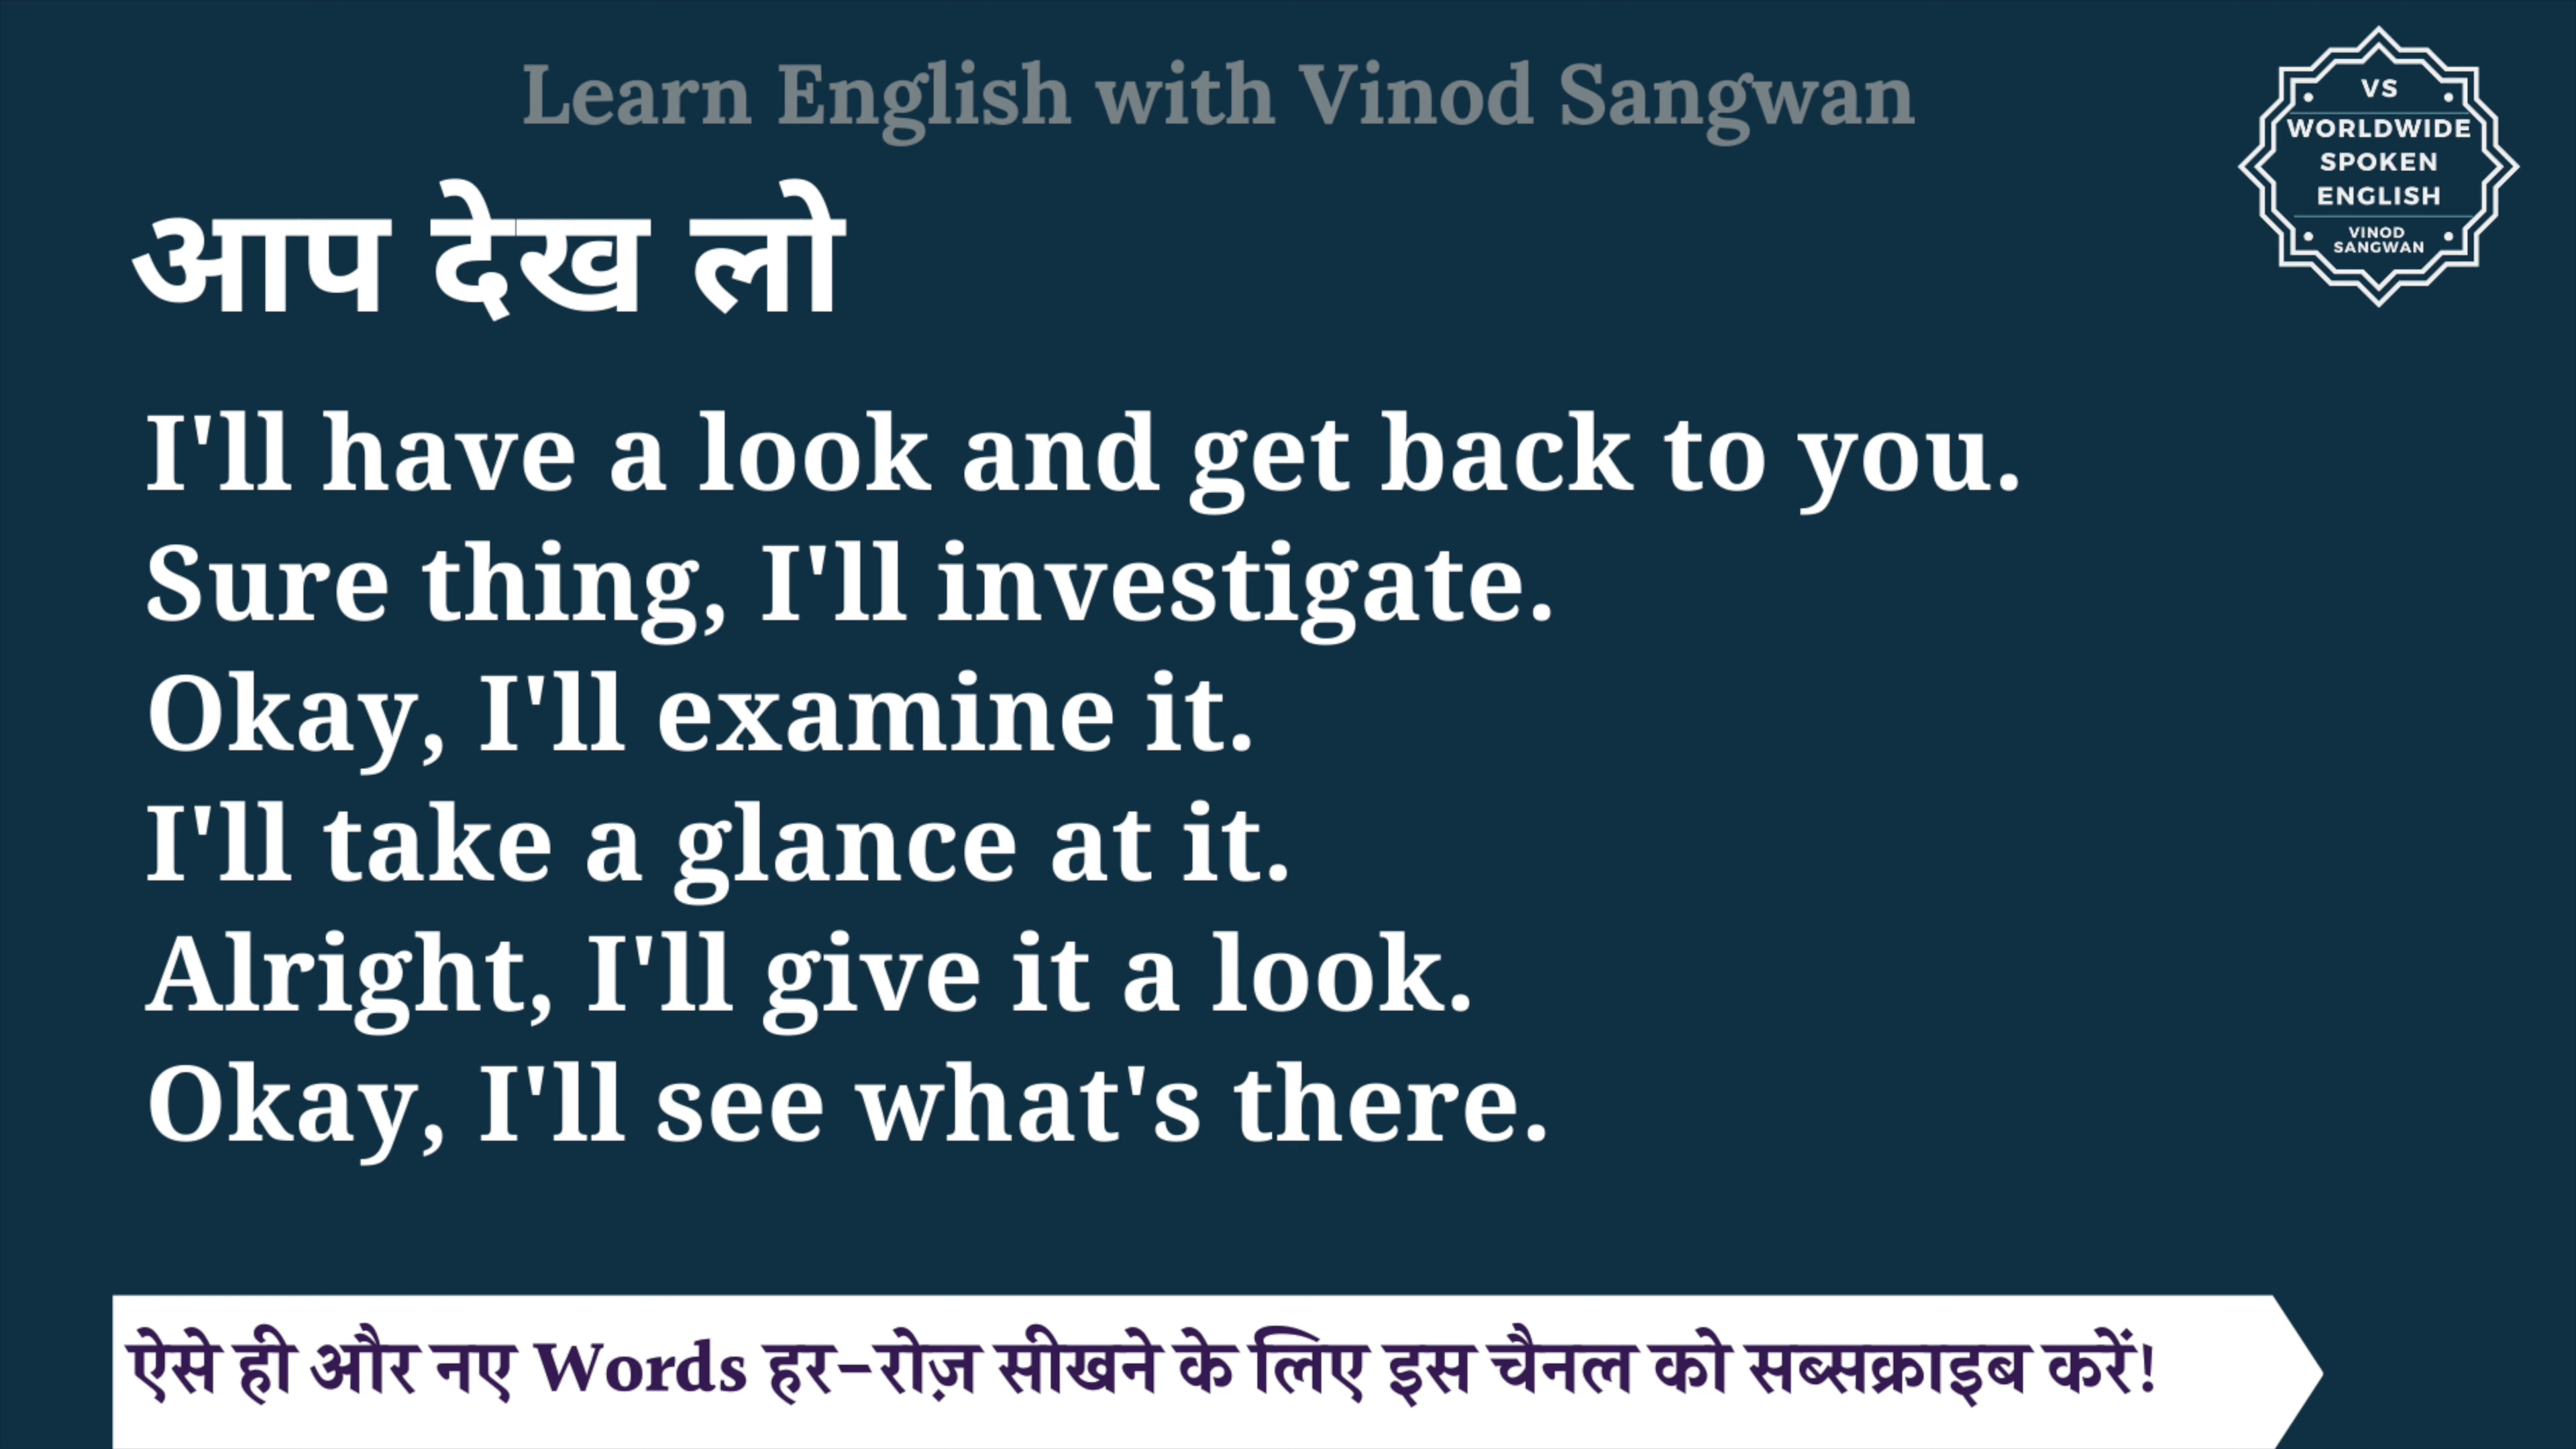 Learn English with Vinod Sangwan
VS
WORLDWIDE
SPOKEN
ENGLISH
VINOD
SANGWAN
आप देख लो
I'll have a look and get back to you.
Sure thing, I'll investigate.
Okay, I'll examine it.
I'll take a glance at it.
Alright, I'll give it a look.
Okay, I'll see what's there.
ऐसे ही और नए Words हर-रोज़ सीखने के लिए इस चैनल को सब्सक्राइब करें!